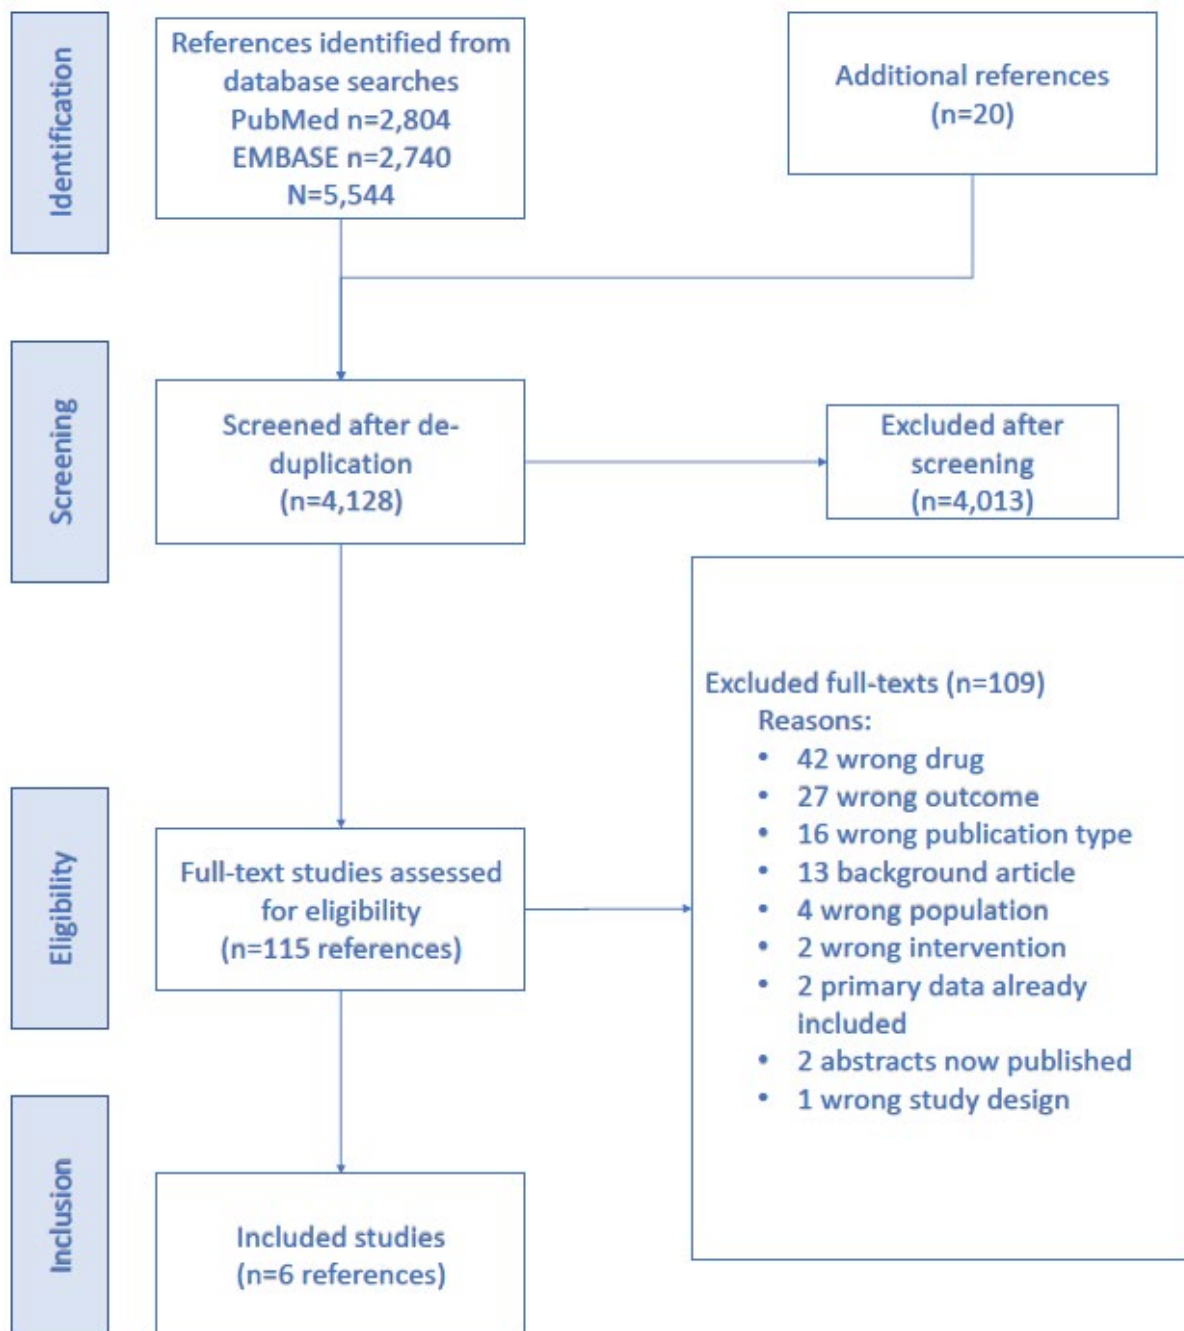 Identification
References identified from
database searches
PubMed n=2,804
EMBASE n=2,740
N=5,544
Additional references
(n=20)
Screening
Screened after de-
duplication
(n=4,128)
Excluded after
screening
(n=4,013)
Eligibility
Full-text studies assessed
for eligibility
(n=115 references)
Excluded full-texts (n=109)
Reasons:
• 42 wrong drug
• 27 wrong outcome
• 16 wrong publication type
• 13 background article
• 4 wrong population
• 2 wrong intervention
• 2 primary data already
included
• 2 abstracts now published
• 1 wrong study design
Inclusion
Included studies
(n=6 references)